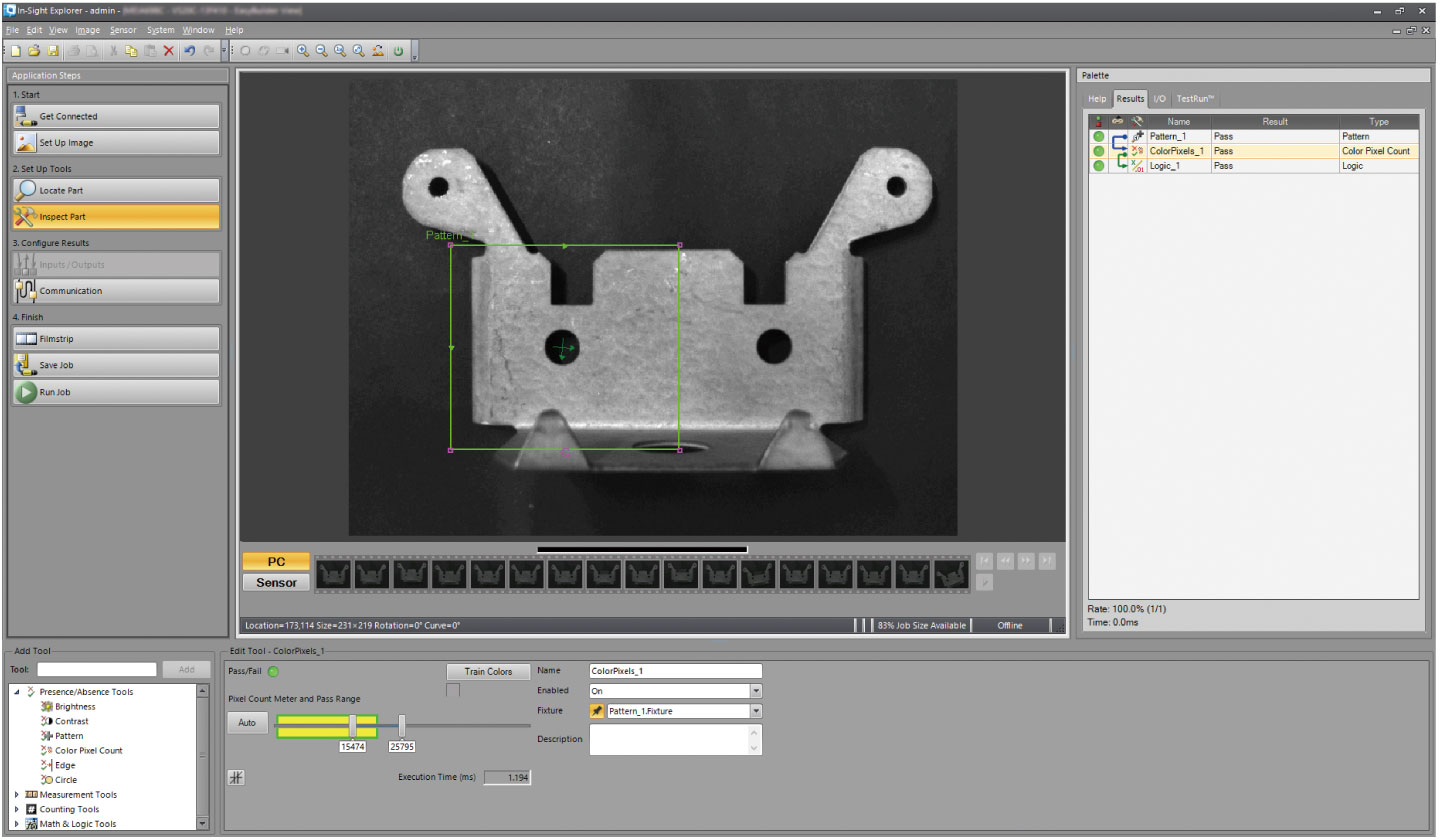 In-Sight Explorer - admin -
File Edit View Image Sensor System Window Help
Application Steps
1. Start
Get Connected
Set Up Image
2. Set Up Tools
Locate Part
Inspect Part
3. Configure Results
Inputs / Outputs
Communication
4. Finish
Filmstrip
Save Job
Run Job
Pattern_
PC
Sensor
Location=173,114 Size=231×219 Rotation=0° Curve=0°
83% Job Size Available
Offline
Palette
Help Results I/O TestRun™
Name Result Type
Pattern_1 Pass Pattern
ColorPixels_1 Pass Color Pixel Count
Logic_1 Pass Logic
Rate: 100.0% (1/1)
Time: 0.0ms
Add Tool
Tool: Add
Presence/Absence Tools
Brightness
Contrast
Pattern
Color Pixel Count
Edge
Circle
Measurement Tools
Counting Tools
Math & Logic Tools
Edit Tool - ColorPixels_1
Pass/Fail
Train Colors
Pixel Count Meter and Pass Range
Auto
15474 25795
Execution Time (ms) 1.194
Name ColorPixels_1
Enabled On
Fixture Pattern_1.Fixture
Description